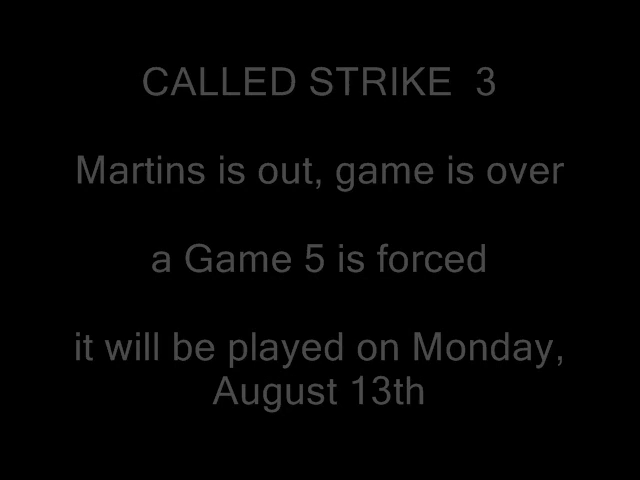 CALLED STRIKE  3
Martins is out, game is over
a Game 5 is forced
it will be played on Monday,
August 13th